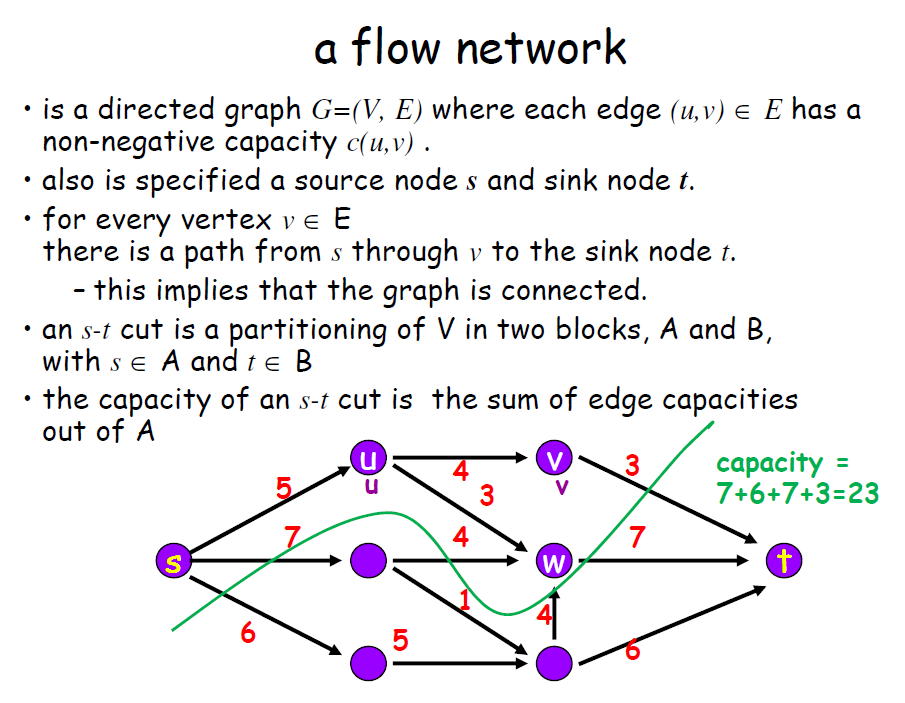 a flow network
• is a directed graph G=(V, E) where each edge (u,v) ∈ E has a
non-negative capacity c(u,v) .
• also is specified a source node s and sink node t.
• for every vertex v ∈ E
there is a path from s through v to the sink node t.
– this implies that the graph is connected.
• an s-t cut is a partitioning of V in two blocks, A and B,
with s ∈ A and t ∈ B
• the capacity of an s-t cut is the sum of edge capacities
out of A
capacity =
7+6+7+3=23
u
v
4
3
5
u
3
v
7
4
7
s
w
t
1
4
6
5
6